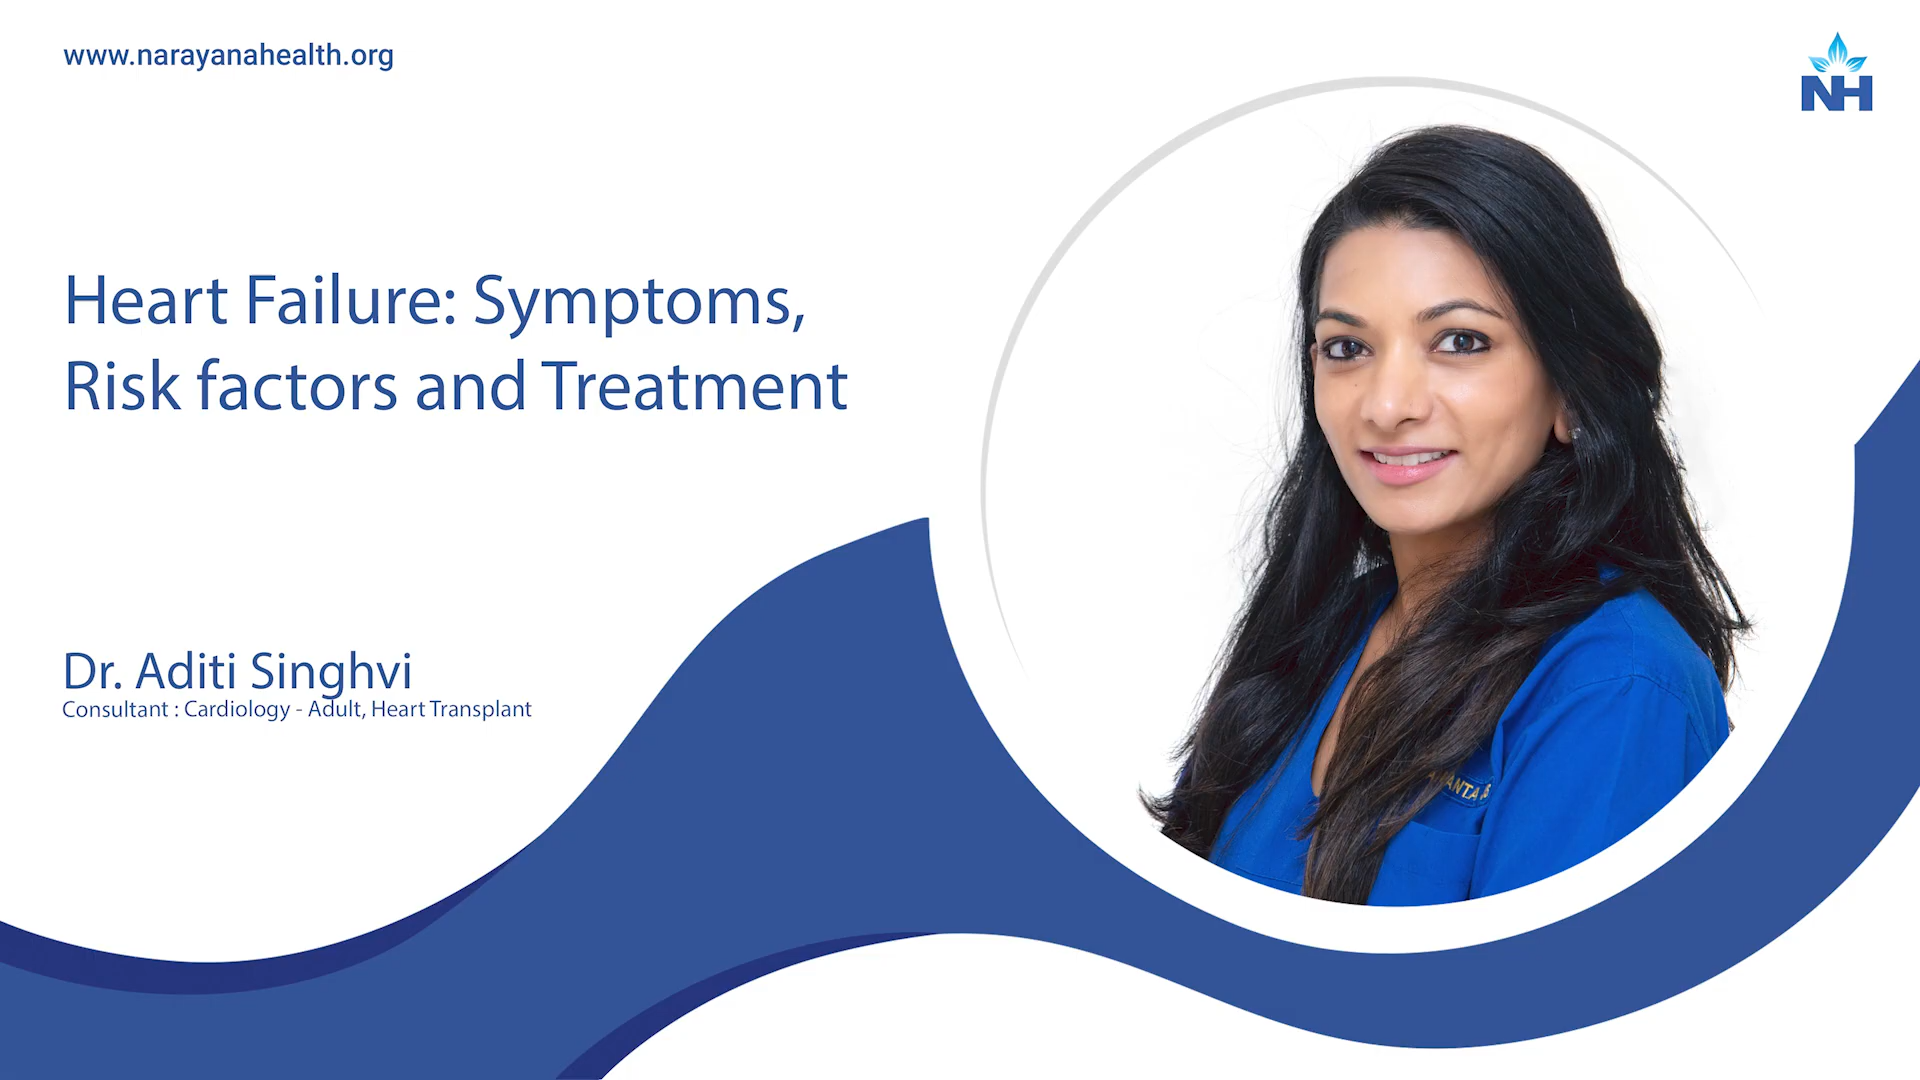 www.narayanahealth.org
NH
Heart Failure: Symptoms,
Risk factors and Treatment
Dr. Aditi Singhvi
Consultant : Cardiology - Adult, Heart Transplant